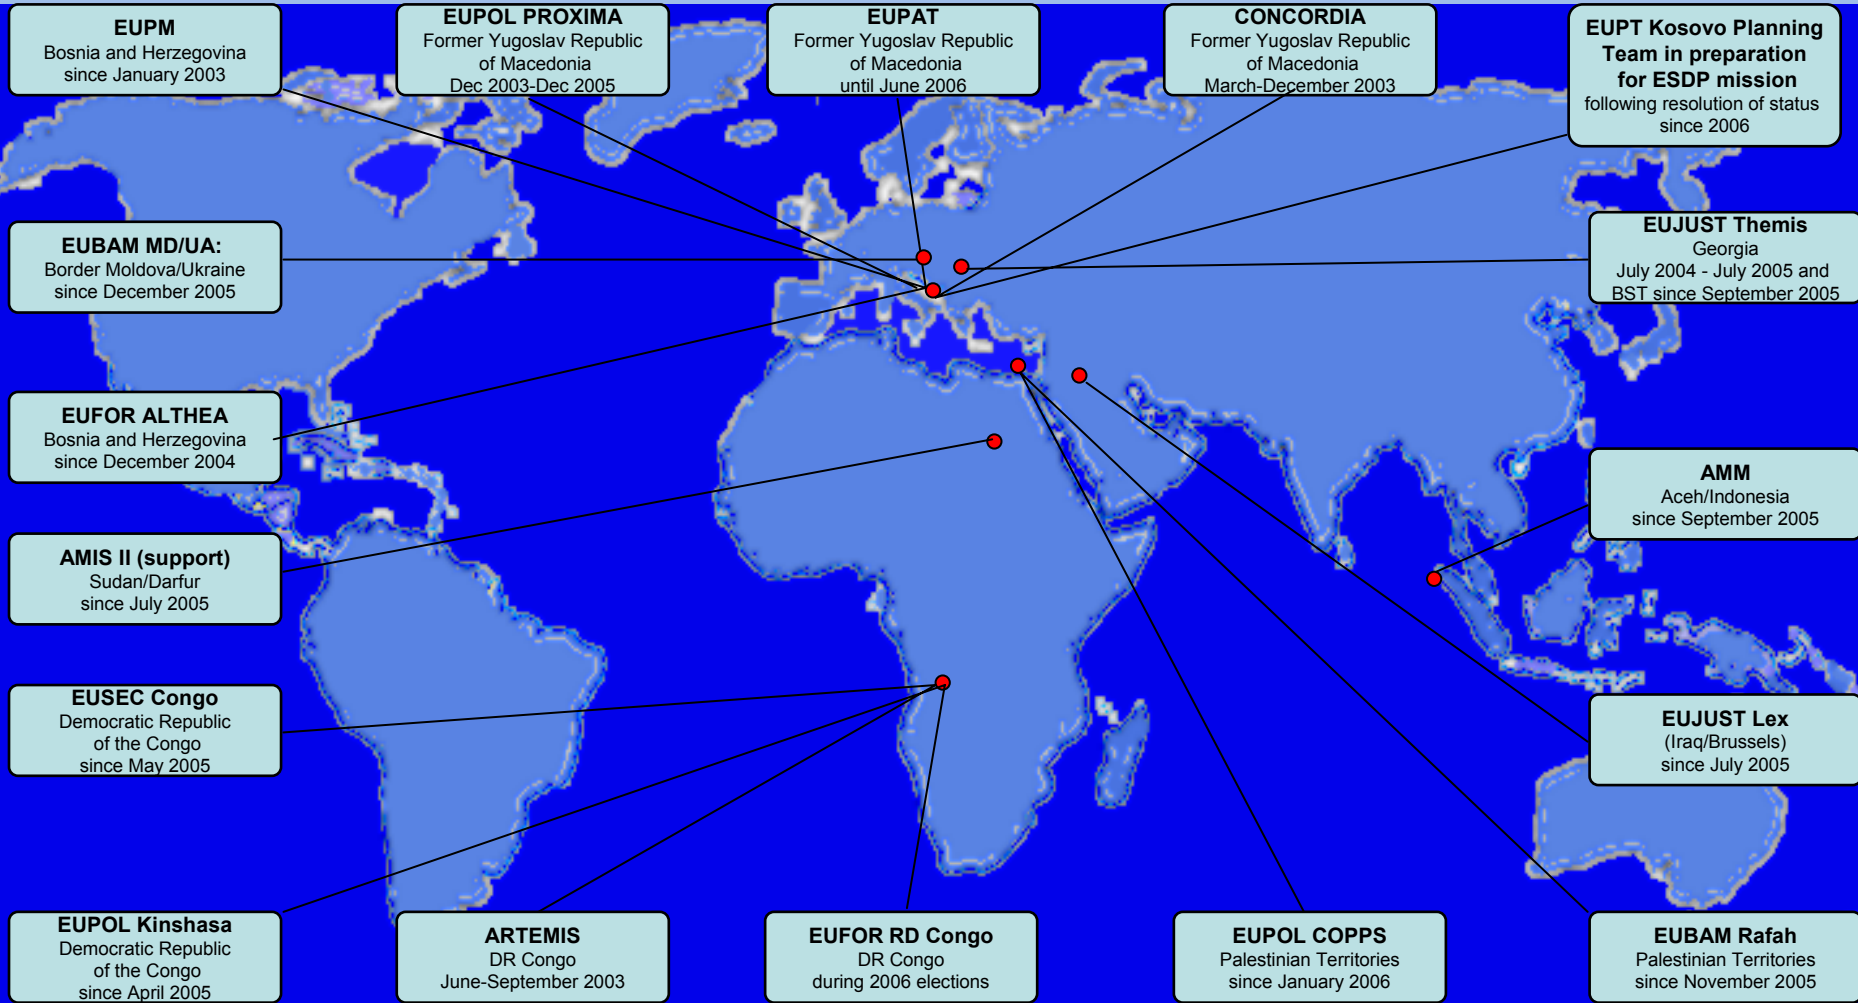 EUPM
Bosnia and Herzegovina
since January 2003
EUPOL PROXIMA
Former Yugoslav Republic
of Macedonia
Dec 2003-Dec 2005
EUPAT
Former Yugoslav Republic
of Macedonia
until June 2006
CONCORDIA
Former Yugoslav Republic
of Macedonia
March-December 2003
EUPT Kosovo Planning
Team in preparation
for ESDP mission
following resolution of status
since 2006
EUBAM MD/UA:
Border Moldova/Ukraine
since December 2005
EUJUST Themis
Georgia
July 2004 - July 2005 and
BST since September 2005
EUFOR ALTHEA
Bosnia and Herzegovina
since December 2004
AMM
Aceh/Indonesia
since September 2005
AMIS II (support)
Sudan/Darfur
since July 2005
EUSEC Congo
Democratic Republic
of the Congo
since May 2005
EUJUST Lex
(Iraq/Brussels)
since July 2005
EUPOL Kinshasa
Democratic Republic
of the Congo
since April 2005
ARTEMIS
DR Congo
June-September 2003
EUFOR RD Congo
DR Congo
during 2006 elections
EUPOL COPPS
Palestinian Territories
since January 2006
EUBAM Rafah
Palestinian Territories
since November 2005